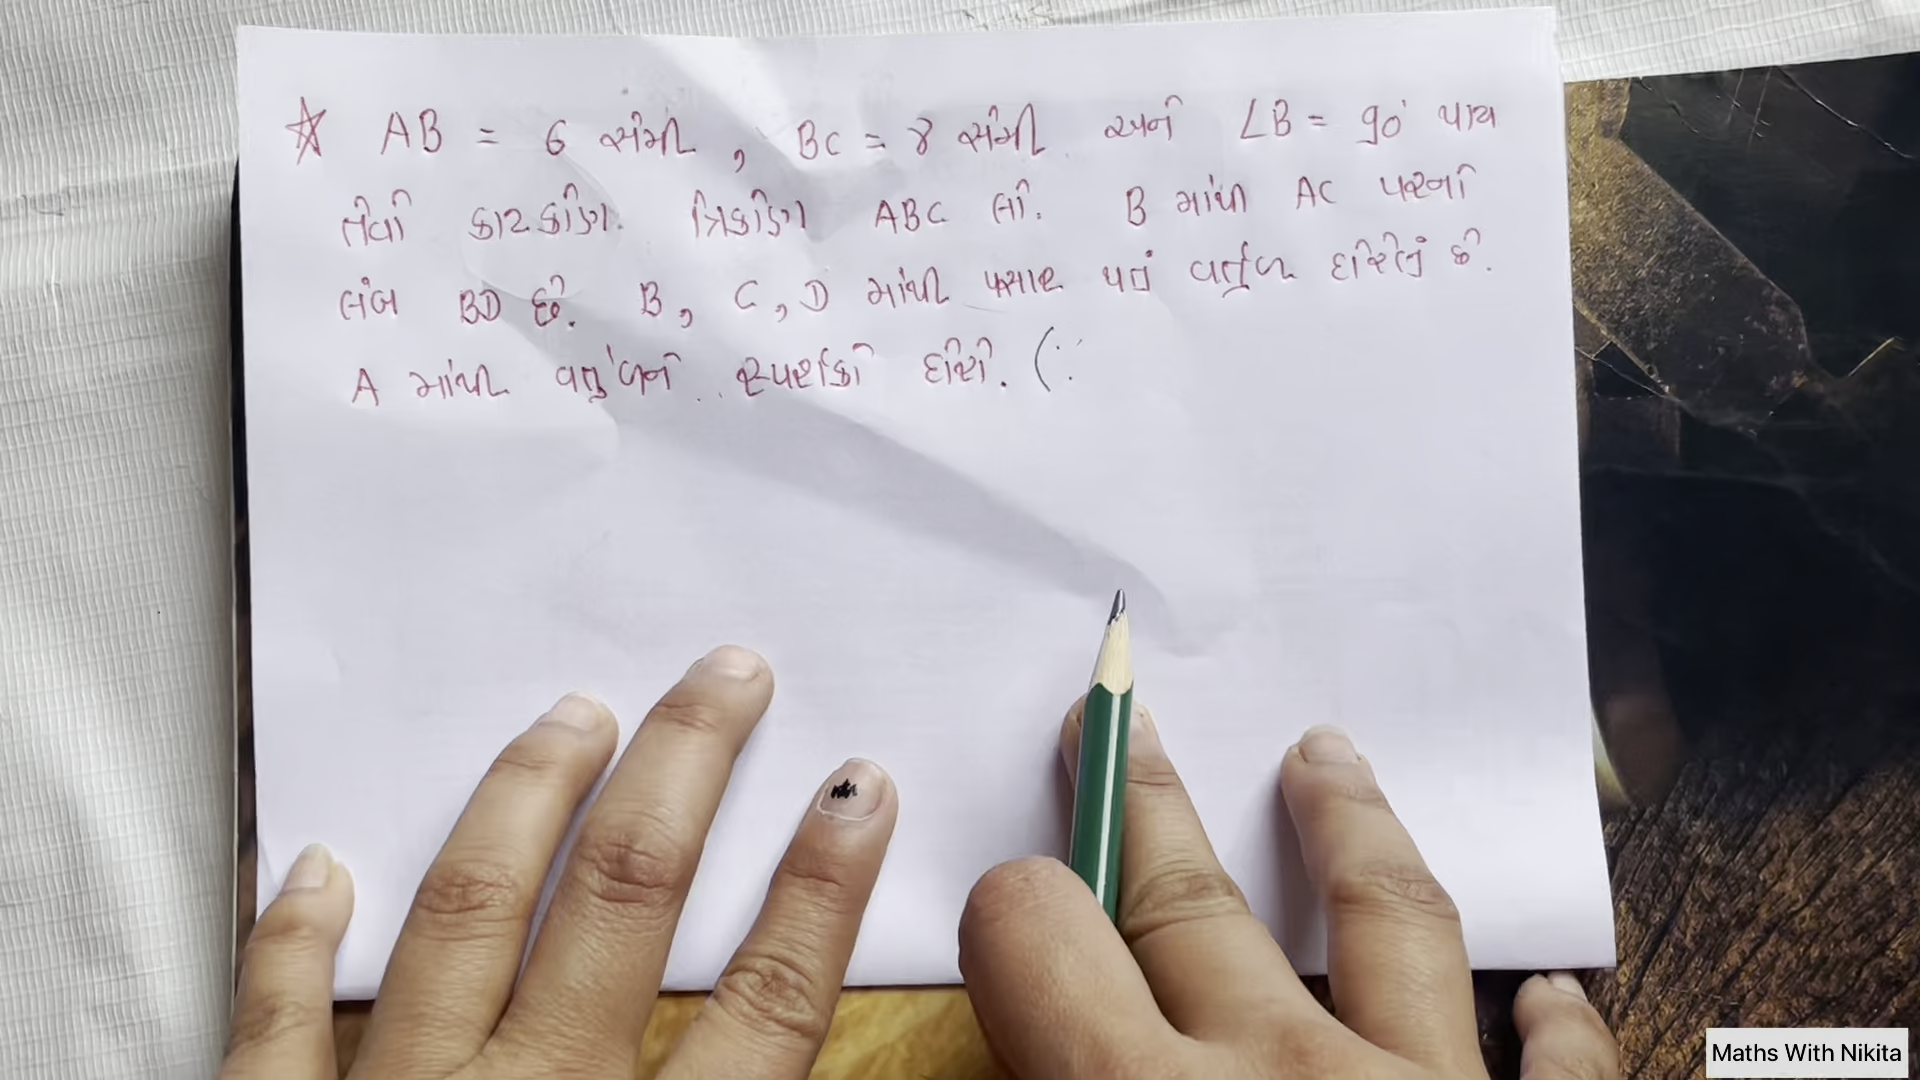 ☆ AB = 6 સેમી, BC = 8 સેમી અને ∠B = 90° થાય
તેવો કાટકોણ ત્રિકોણ ABC લો. B માંથી AC પરનો
લંબ BD છે. B, C, D માંથી પસાર થતું વર્તુળ દોરેલું છે.
A માંથી વર્તુળને સ્પર્શકો દોરો. (∵
Maths With Nikita